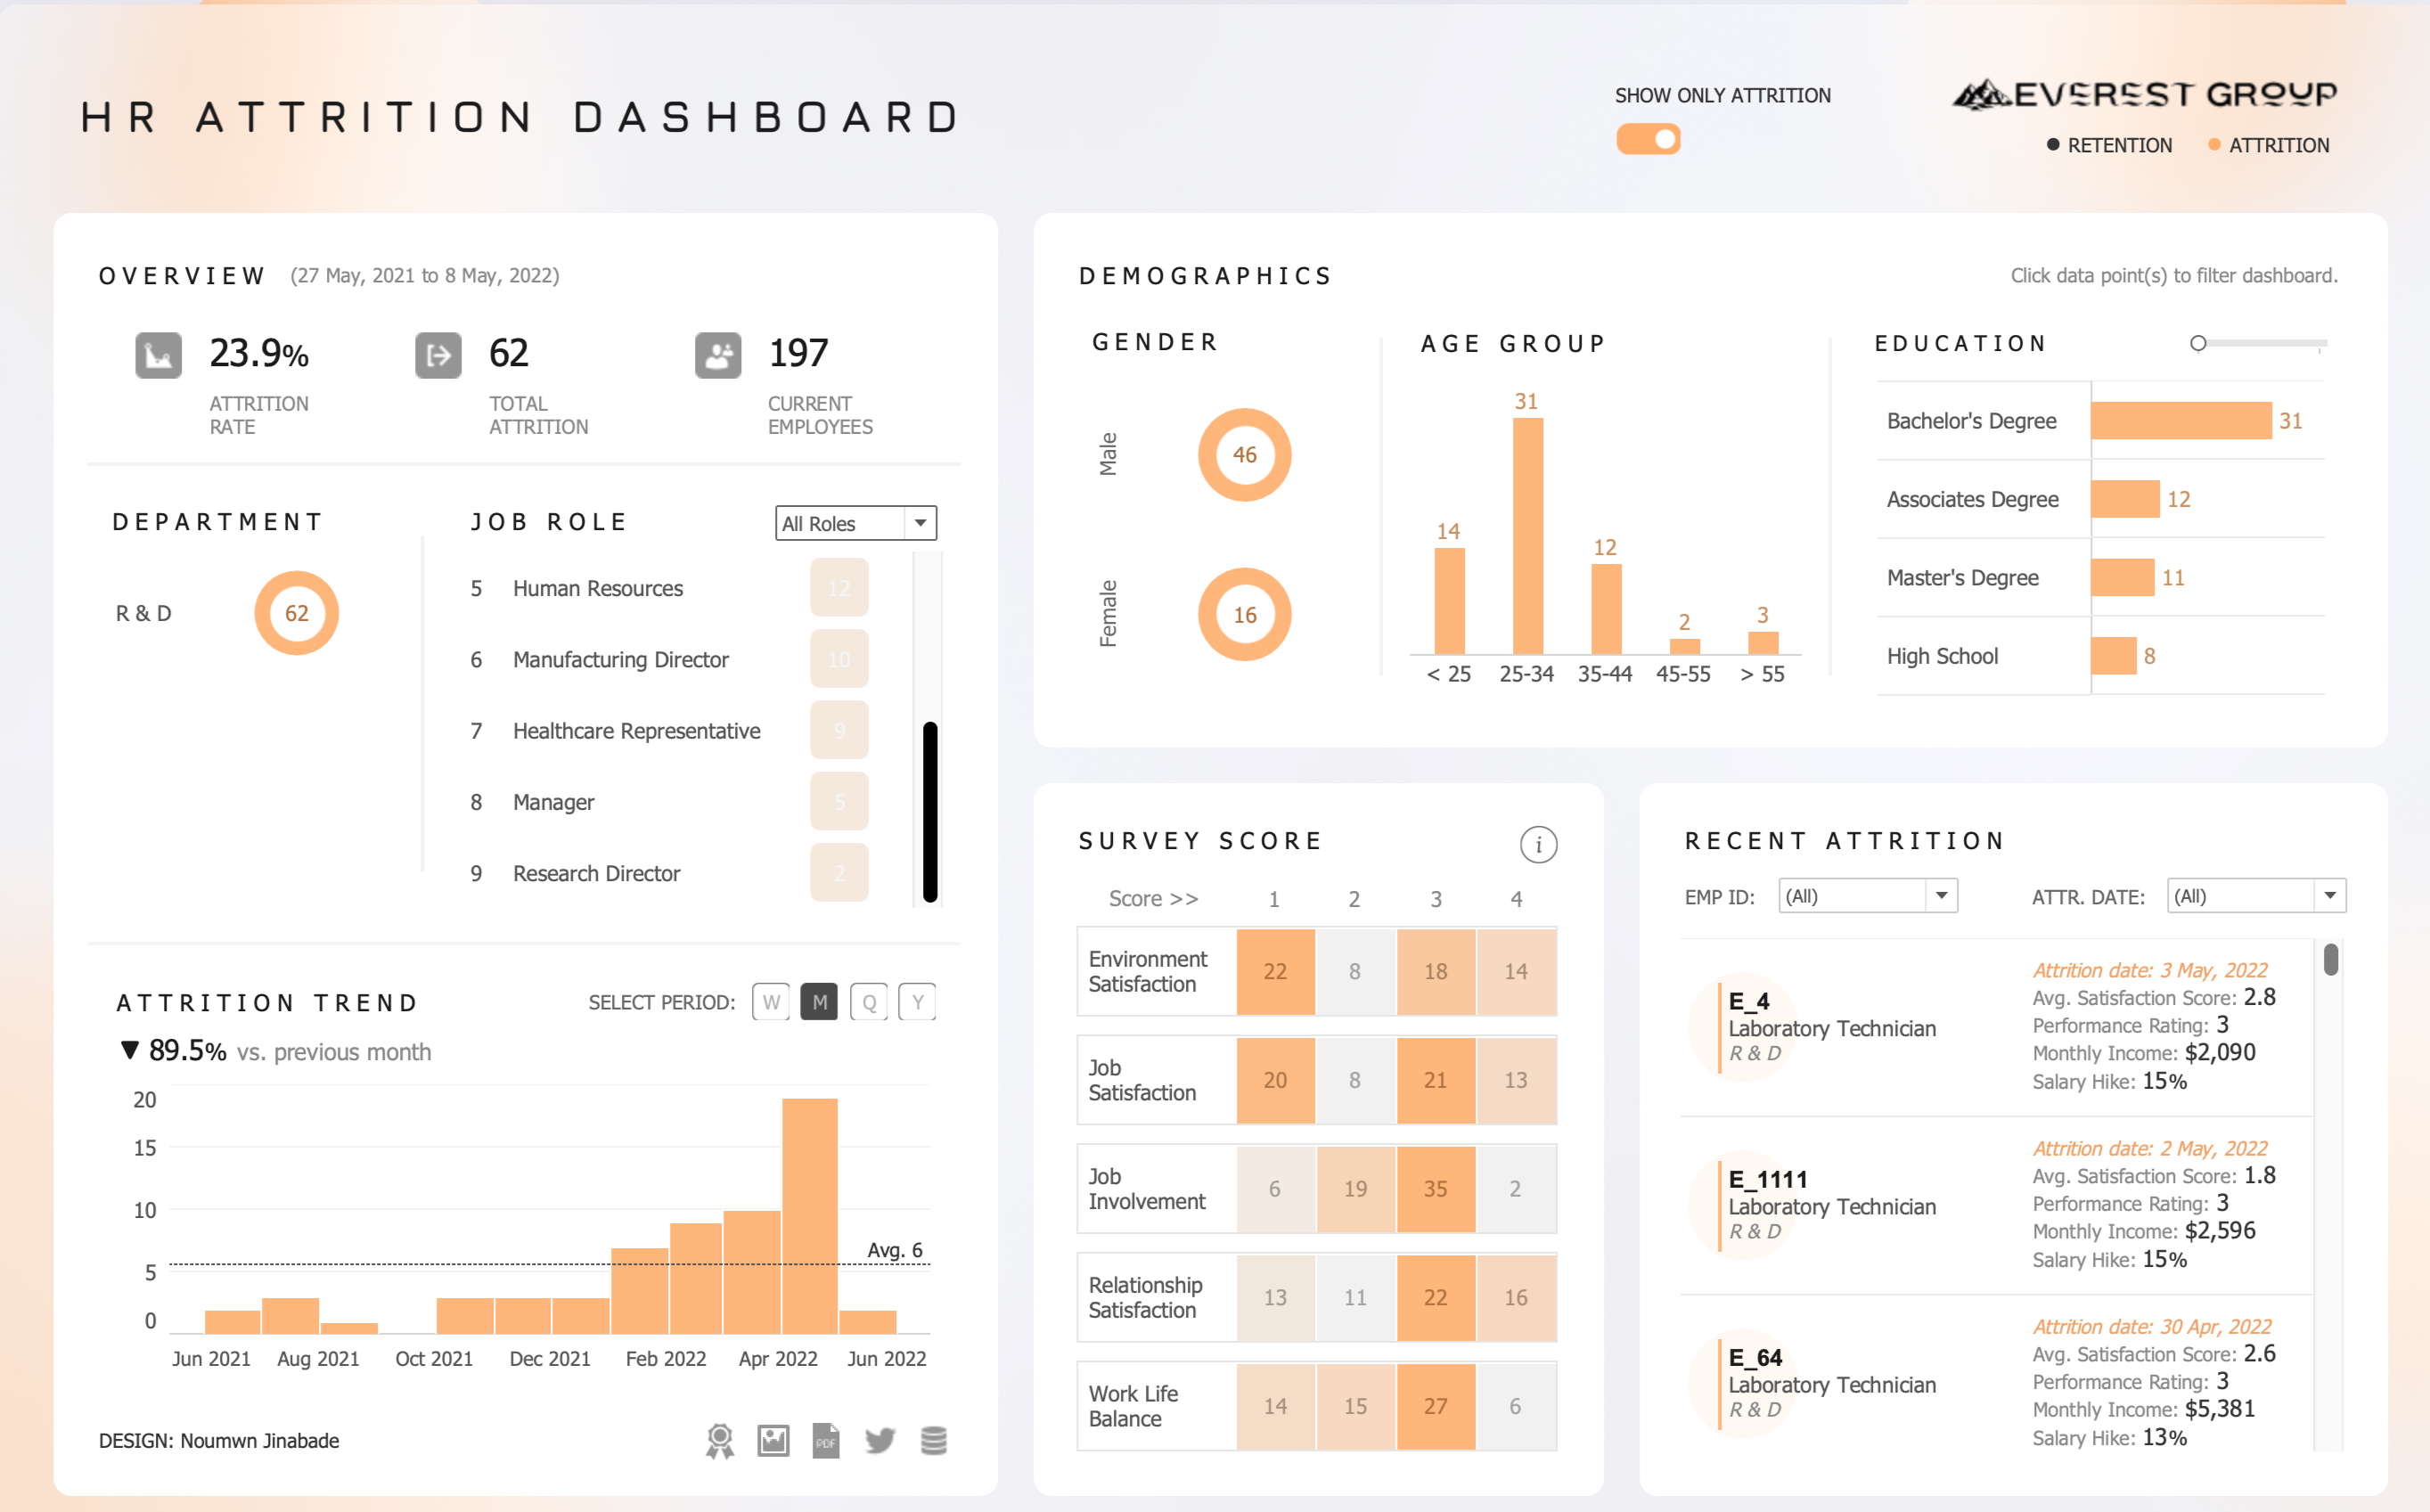 HR ATTRITION DASHBOARD
SHOW ONLY ATTRITION
EVEREST GROUP
RETENTION
ATTRITION
OVERVIEW (27 May, 2021 to 8 May, 2022)
23.9%
ATTRITION
RATE
62
TOTAL
ATTRITION
197
CURRENT
EMPLOYEES
DEPARTMENT
R & D
62
JOB ROLE
All Roles
5 Human Resources 12
6 Manufacturing Director 10
7 Healthcare Representative 9
8 Manager 5
9 Research Director 2
ATTRITION TREND
SELECT PERIOD: W M Q Y
▼ 89.5% vs. previous month
20
15
10
5
0
Avg. 6
Jun 2021 Aug 2021 Oct 2021 Dec 2021 Feb 2022 Apr 2022 Jun 2022
DESIGN: Noumwn Jinabade
PDF
DEMOGRAPHICS
Click data point(s) to filter dashboard.
GENDER
Male
46
Female
16
AGE GROUP
14 31 12 2 3
< 25 25-34 35-44 45-55 > 55
EDUCATION
Bachelor's Degree 31
Associates Degree 12
Master's Degree 11
High School 8
SURVEY SCORE
i
Score >> 1 2 3 4
Environment
Satisfaction
22 8 18 14
Job
Satisfaction
20 8 21 13
Job
Involvement
6 19 35 2
Relationship
Satisfaction
13 11 22 16
Work Life
Balance
14 15 27 6
RECENT ATTRITION
EMP ID: (All)
ATTR. DATE: (All)
E_4
Laboratory Technician
R & D
Attrition date: 3 May, 2022
Avg. Satisfaction Score: 2.8
Performance Rating: 3
Monthly Income: $2,090
Salary Hike: 15%
E_1111
Laboratory Technician
R & D
Attrition date: 2 May, 2022
Avg. Satisfaction Score: 1.8
Performance Rating: 3
Monthly Income: $2,596
Salary Hike: 15%
E_64
Laboratory Technician
R & D
Attrition date: 30 Apr, 2022
Avg. Satisfaction Score: 2.6
Performance Rating: 3
Monthly Income: $5,381
Salary Hike: 13%